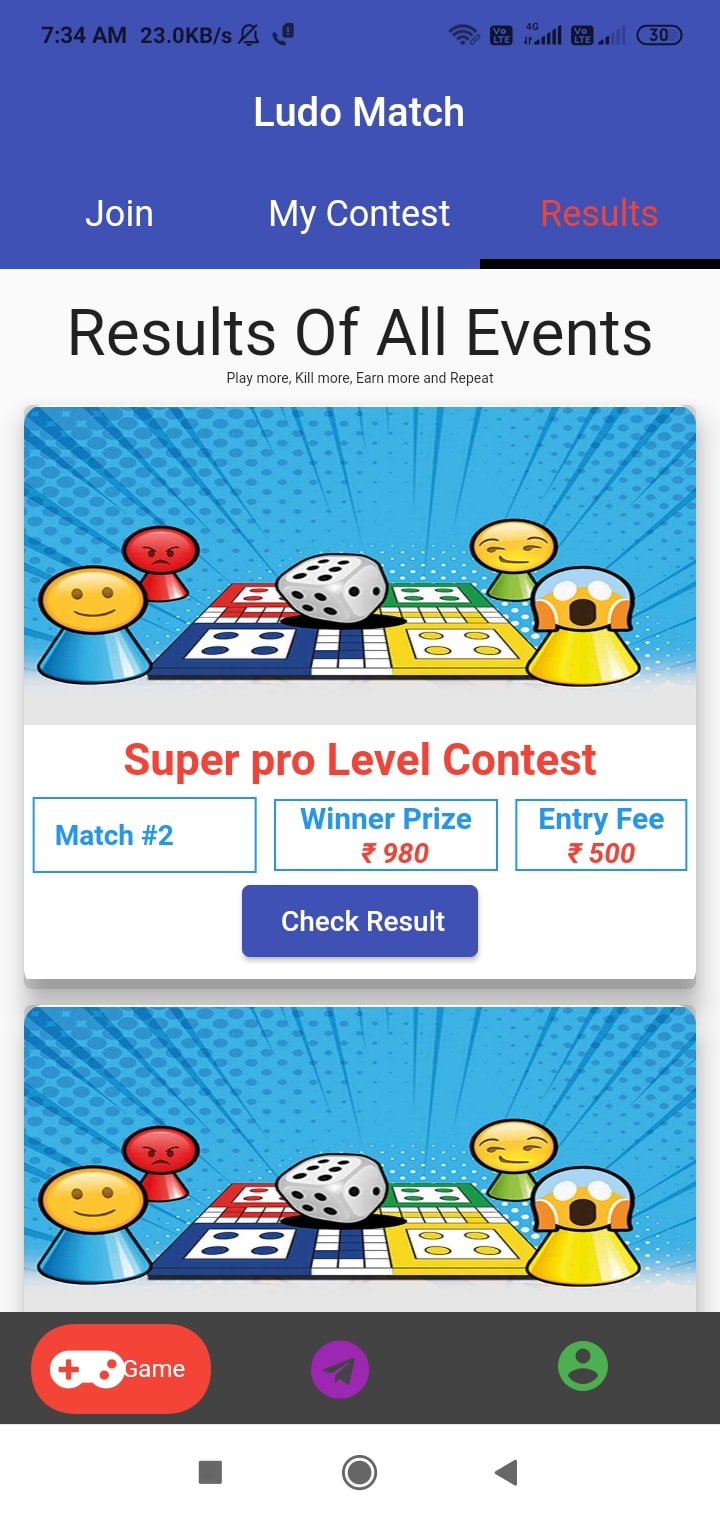 7:34 AM 23.0KB/s Vo LTE 4G Vo LTE 30
Ludo Match
Join My Contest Results
Results Of All Events
Play more, Kill more, Earn more and Repeat
Super pro Level Contest
Match #2
Winner Prize
₹ 980
Entry Fee
₹ 500
Check Result
Game